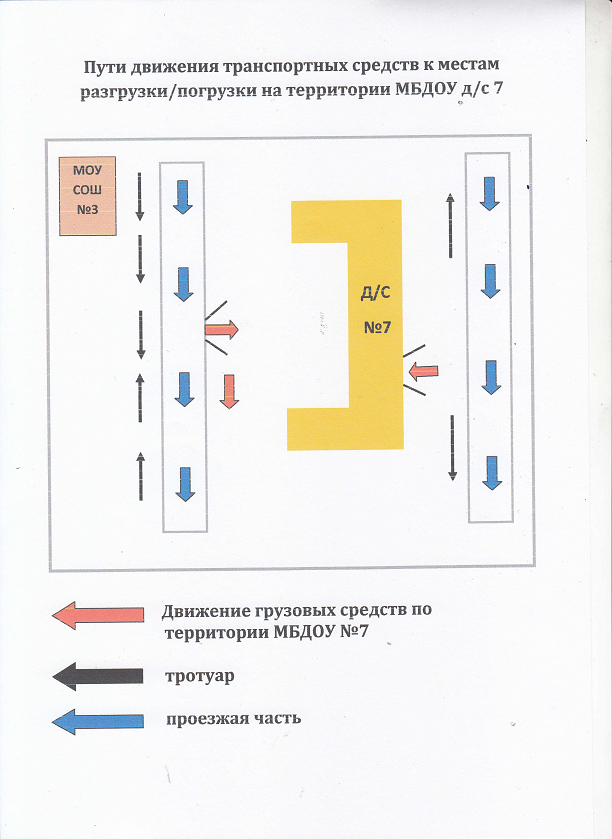 Пути движения транспортных средств к местам
разгрузки/погрузки на территории МБДОУ д/с 7
МОУ
СОШ
№3
Д/С
№7
Движение грузовых средств по
территории МБДОУ №7
тротуар
проезжая часть